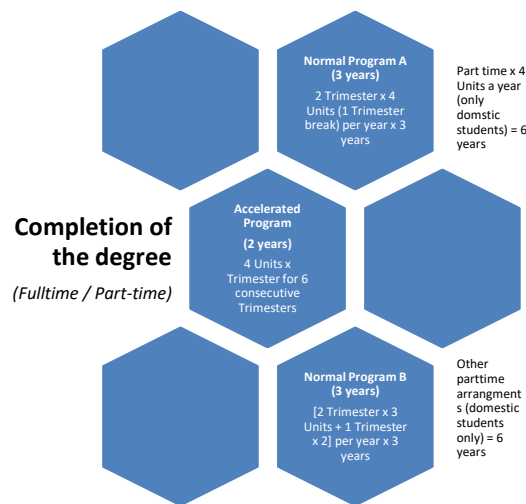 Normal Program A
(3 years)
2 Trimester x 4
Units (1 Trimester
break) per year x 3
years
Part time x 4
Units a year
(only
domstic
students) = 6
years
Completion of
the degree
(Fulltime / Part-time)
Accelerated
Program
(2 years)
4 Units x
Trimester for 6
consecutive
Trimesters
Normal Program B
(3 years)
[2 Trimester x 3
Units + 1 Trimester
x 2] per year x 3
years
Other
parttime
arrangment
s (domestic
students
only) = 6
years